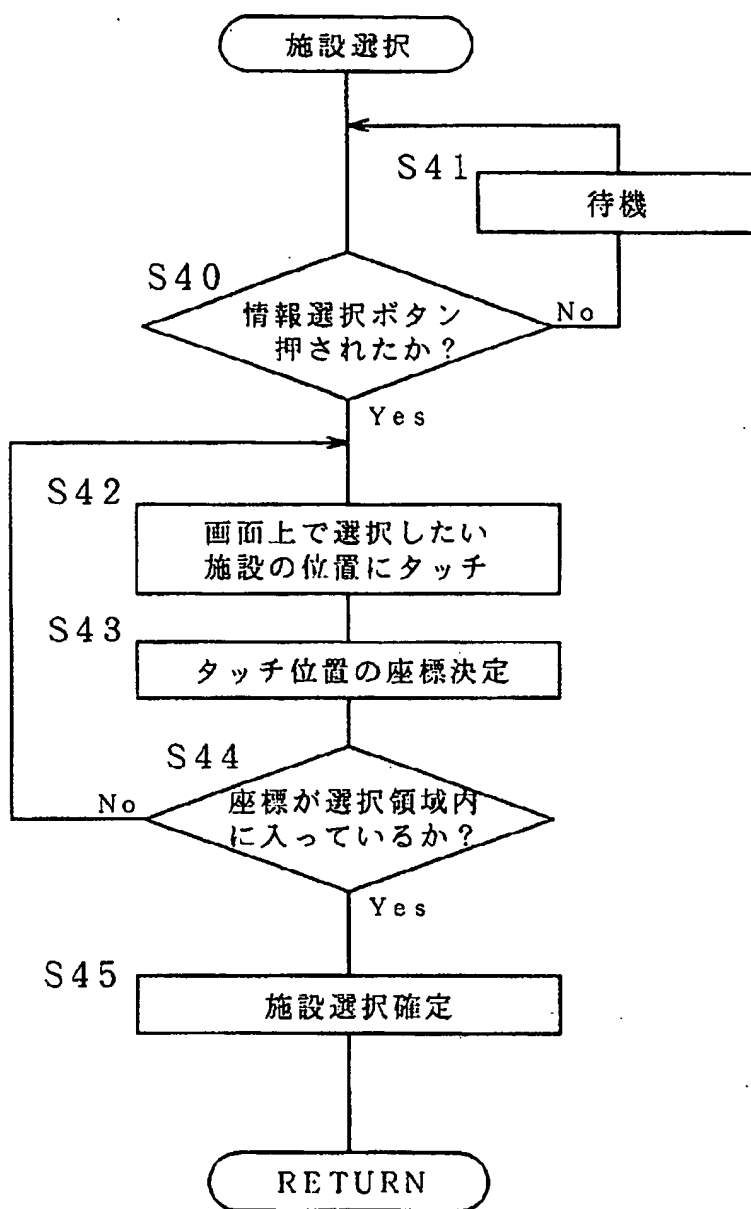 施設選択
S41
待機
S40
情報選択ボタン
押されたか?
No
Yes
S42
画面上で選択したい
施設の位置にタッチ
S43
タッチ位置の座標決定
S44
No
座標が選択領域内
に入っているか?
Yes
S45
施設選択確定
RETURN